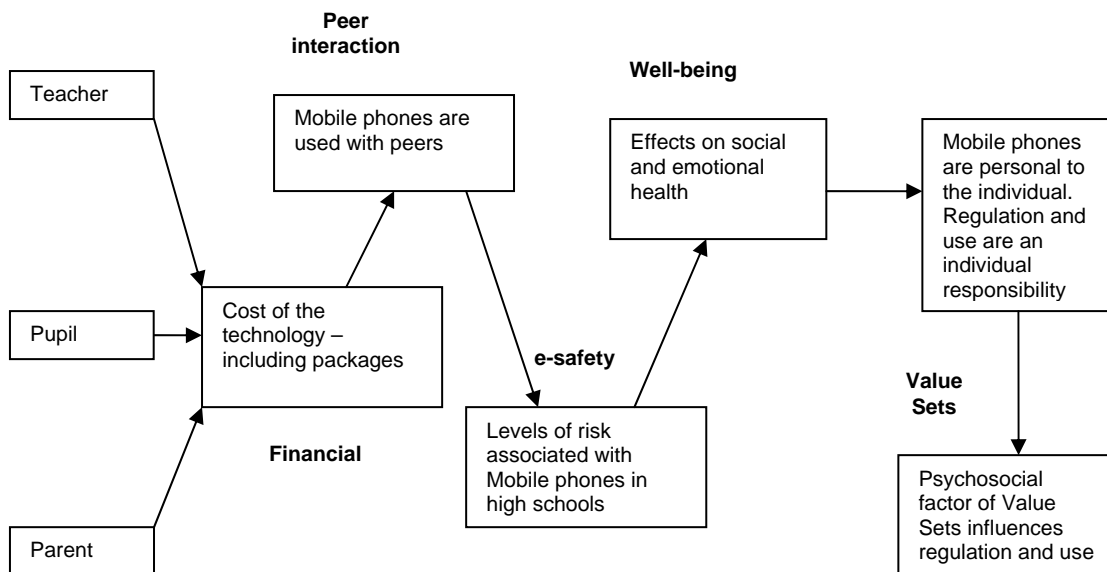 Peer
interaction
Well-being
Teacher
Mobile phones are
used with peers
Effects on social
and emotional
health
Mobile phones
are personal to
the individual.
Regulation and
use are an
individual
responsibility
Pupil
Cost of the
technology –
including packages
e-safety
Value
Sets
Financial
Levels of risk
associated with
Mobile phones in
high schools
Psychosocial
factor of Value
Sets influences
regulation and use
Parent